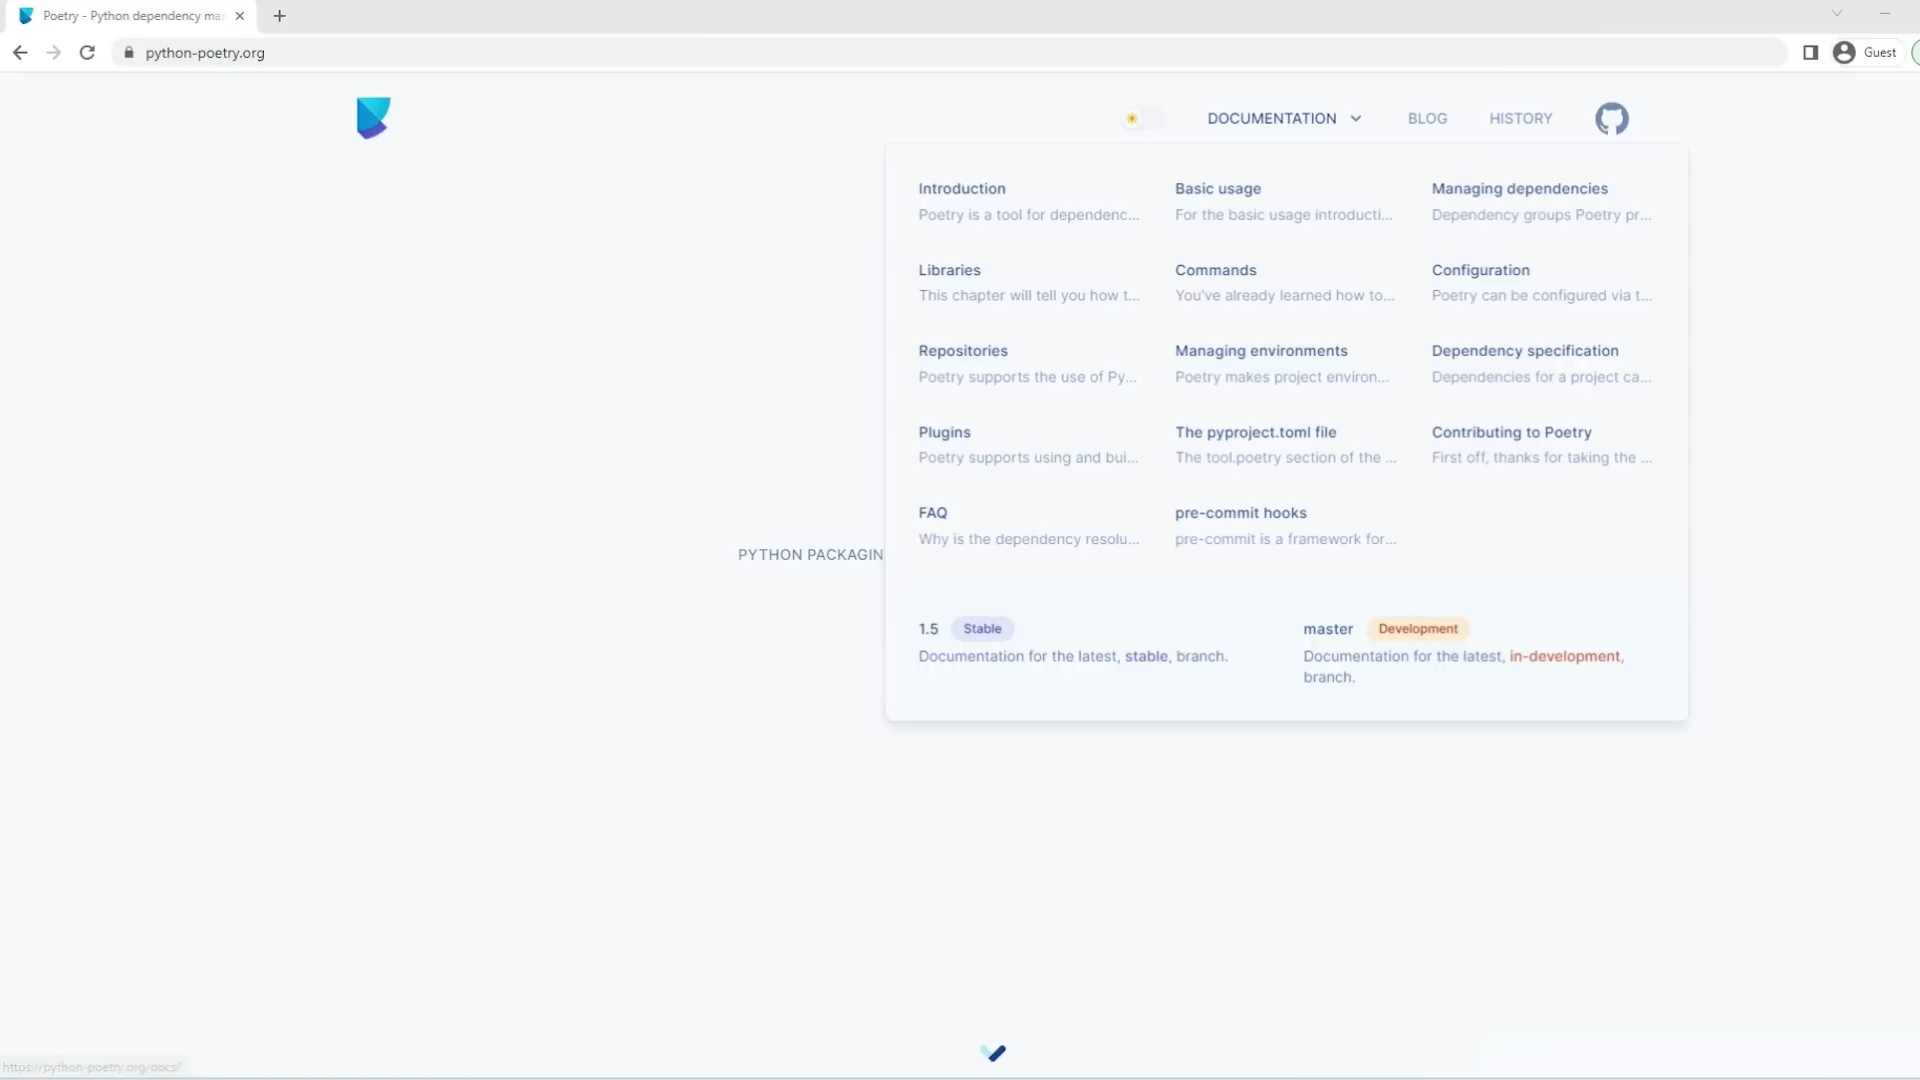 Poetry - Python dependency ma
python-poetry.org
Guest
DOCUMENTATION
BLOG
HISTORY
Introduction
Poetry is a tool for dependenc...
Basic usage
For the basic usage introducti...
Managing dependencies
Dependency groups Poetry pr...
Libraries
This chapter will tell you how t...
Commands
You've already learned how to...
Configuration
Poetry can be configured via t...
Repositories
Poetry supports the use of Py...
Managing environments
Poetry makes project environ...
Dependency specification
Dependencies for a project ca...
Plugins
Poetry supports using and bui...
The pyproject.toml file
The tool.poetry section of the ...
Contributing to Poetry
First off, thanks for taking the ...
FAQ
Why is the dependency resolu...
pre-commit hooks
pre-commit is a framework for...
PYTHON PACKAGIN
1.5 Stable
Documentation for the latest, stable, branch.
master Development
Documentation for the latest, in-development,
branch.
https://python-poetry.org/docs/